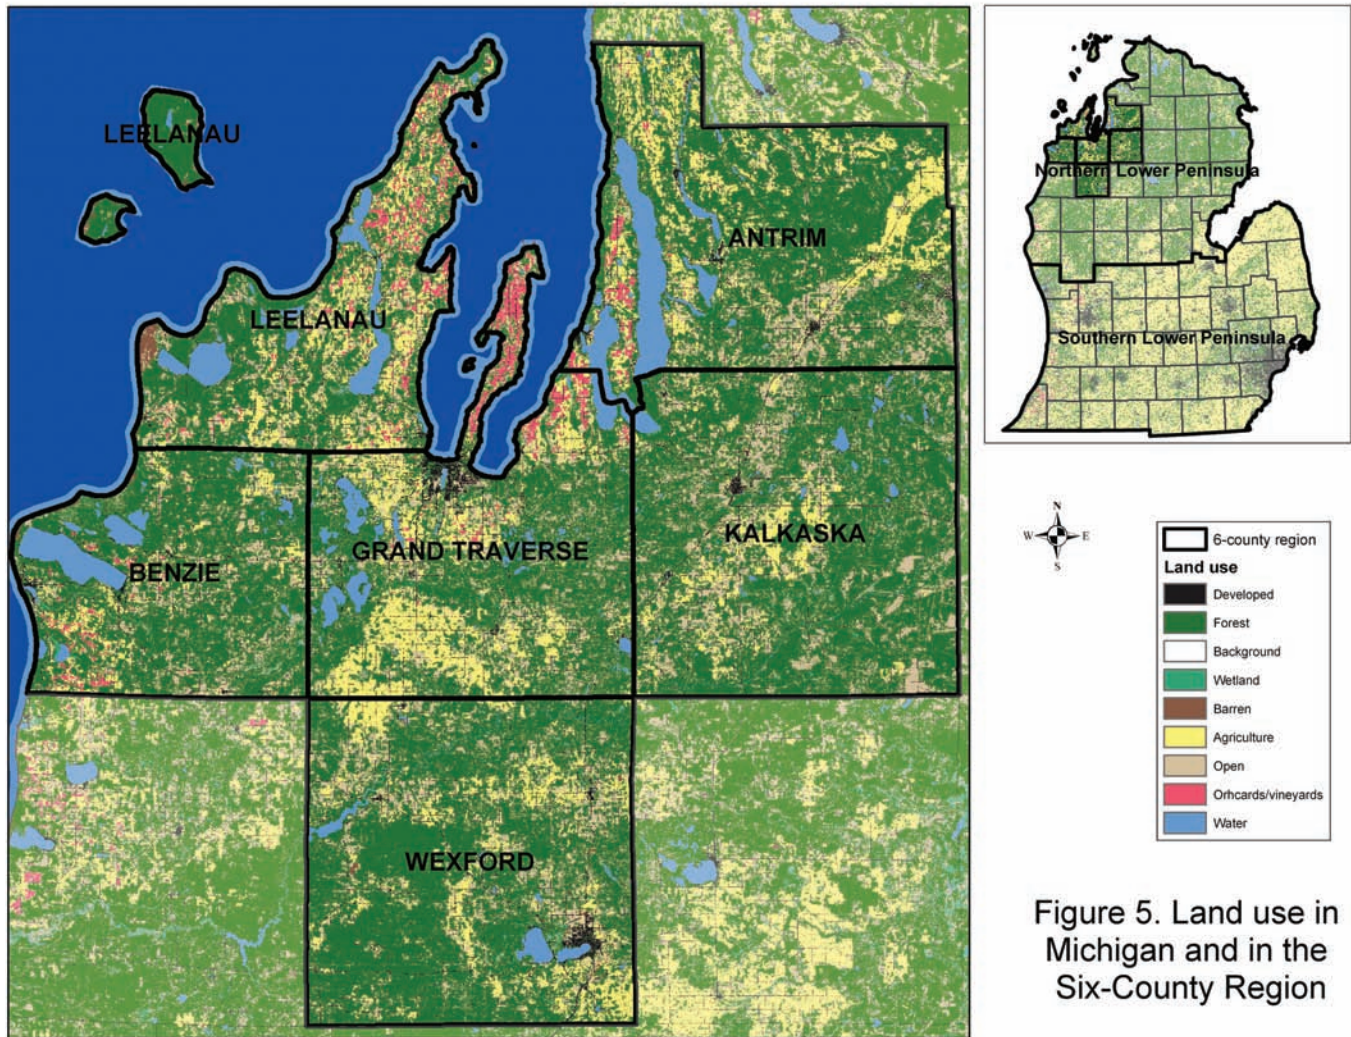 LEELANAU
ANTRIM
LEELANAU
KALKASKA
GRAND TRAVERSE
BENZIE
WEXFORD
Northern Lower Peninsula
Southern Lower Peninsula
N
W E
S
6-county region
Land use
Developed
Forest
Background
Wetland
Barren
Agriculture
Open
Orhcards/vineyards
Water
Figure 5. Land use in
Michigan and in the
Six-County Region